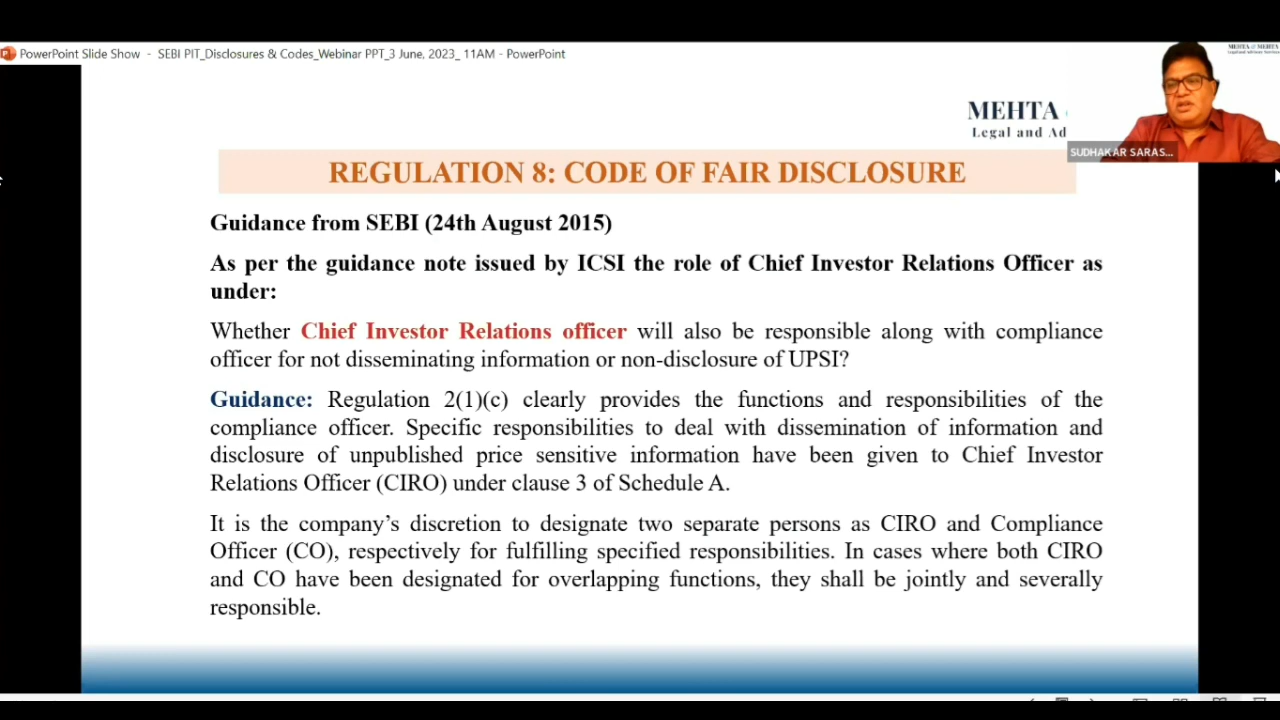 PowerPoint Slide Show - SEBI PIT_Disclosures & Codes_Webinar PPT_3 June, 2023_ 11AM - PowerPoint
MEHTA & MEHTA
Legal and Advisory Services
MEHTA
Legal and Ad
SUDHAKAR SARAS...
REGULATION 8: CODE OF FAIR DISCLOSURE
Guidance from SEBI (24th August 2015)
As per the guidance note issued by ICSI the role of Chief Investor Relations Officer as
under:
Whether Chief Investor Relations officer will also be responsible along with compliance
officer for not disseminating information or non-disclosure of UPSI?
Guidance: Regulation 2(1)(c) clearly provides the functions and responsibilities of the
compliance officer. Specific responsibilities to deal with dissemination of information and
disclosure of unpublished price sensitive information have been given to Chief Investor
Relations Officer (CIRO) under clause 3 of Schedule A.
It is the company’s discretion to designate two separate persons as CIRO and Compliance
Officer (CO), respectively for fulfilling specified responsibilities. In cases where both CIRO
and CO have been designated for overlapping functions, they shall be jointly and severally
responsible.